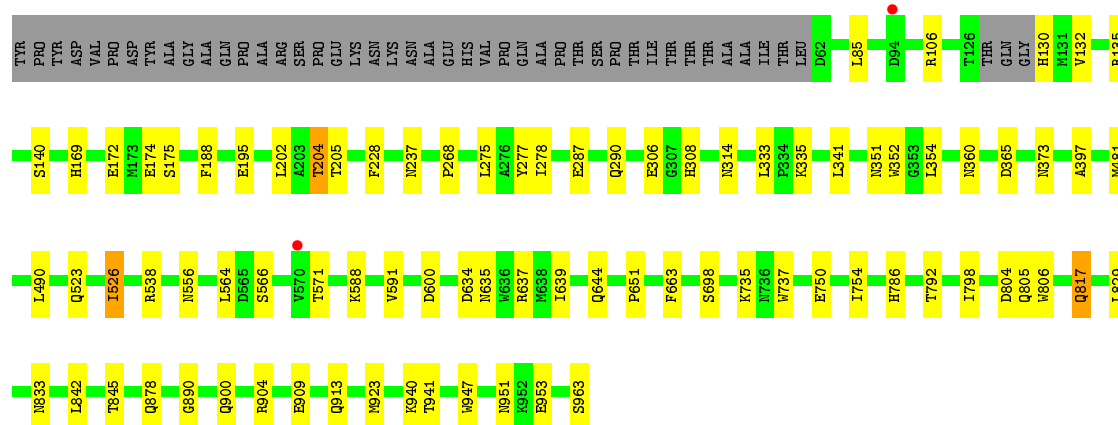 TYR PRO TYR ASP VAL PRO ASP TYR ALA GLY ALA GLN PRO ALA ARG SER PRO GLU LYS ASN LYS ASN ALA GLU HIS VAL PRO GLN ALA PRO THR SER PRO THR ILE THR THR THR ALA ALA ILE THR LEU D62 L85 D94 R106 T126 THR GLN GLY H130 M131 V132 R135
S140 H169 E172 M173 E174 S175 F188 E195 L202 A203 T204 T205 F228 N237 P268 L275 A276 Y277 I278 E287 Q290 E306 G307 H308 N314 L333 P334 K335 L341 N351 W352 G353 L354 N360 D365 N373 A397
L490 Q523 I526 R538 N556 L564 D565 S566 V570 T571 K588 V591 D600 D634 N635 W636 R637 M638 I639 Q644 P651 F663 S698 K735 N736 W737 E750 I754 H786 T792 I798 D804 Q805 W806 Q817 L829
N833 L842 T845 Q878 G890 Q900 R904 E909 Q913 M923 K940 T941 W947 N951 K952 E953 S963